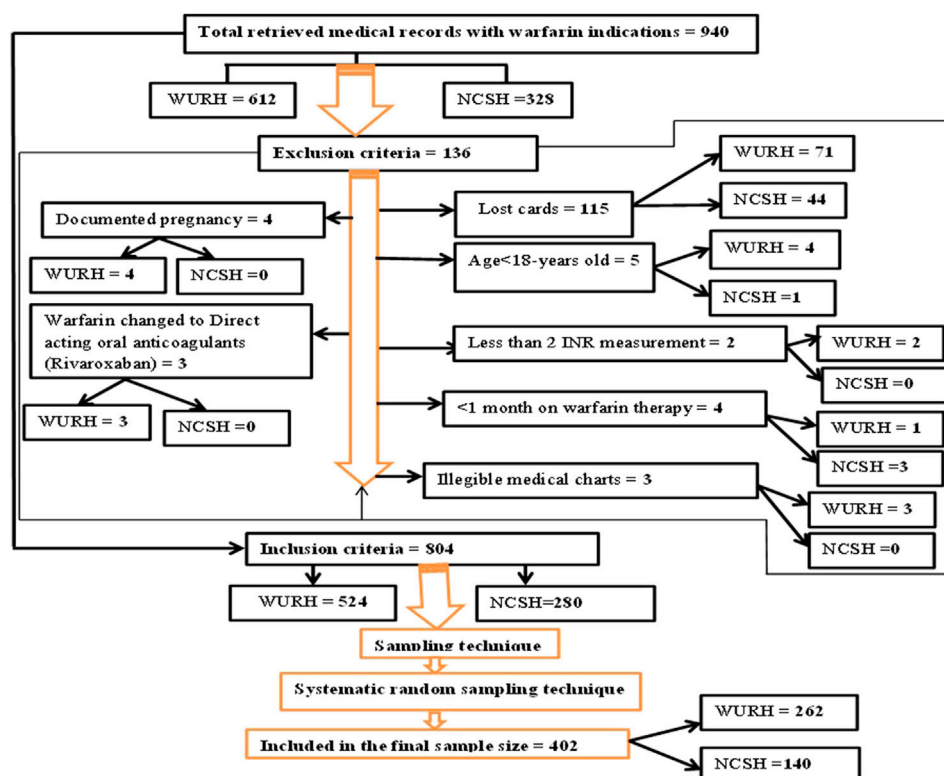 Total retrieved medical records with warfarin indications = 940
WURH = 612
NCSH =328
Exclusion criteria = 136
WURH = 71
Lost cards = 115
NCSH = 44
Documented pregnancy = 4
WURH = 4
NCSH =0
Age<18-years old = 5
WURH = 4
NCSH =1
Warfarin changed to Direct
acting oral anticoagulants
(Rivaroxaban) = 3
WURH = 3
NCSH =0
Less than 2 INR measurement = 2
WURH = 2
NCSH =0
<1 month on warfarin therapy = 4
WURH = 1
NCSH =3
Illegible medical charts = 3
WURH = 3
NCSH =0
Inclusion criteria = 804
WURH = 524
NCSH=280
Sampling technique
Systematic random sampling technique
Included in the final sample size = 402
WURH = 262
NCSH =140